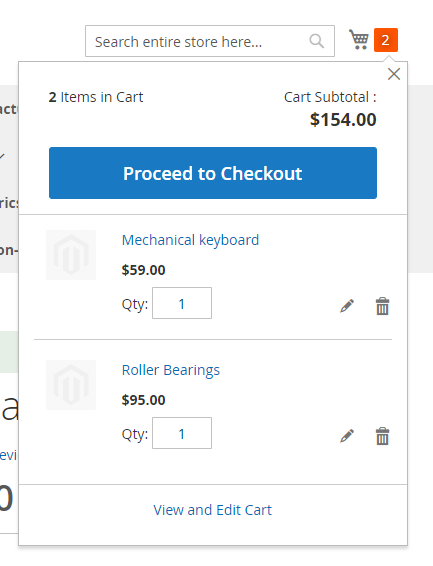 Search entire store here...
2
2 Items in Cart
Cart Subtotal :
$154.00
Proceed to Checkout
Mechanical keyboard
$59.00
Qty: 1
Roller Bearings
$95.00
Qty: 1
View and Edit Cart